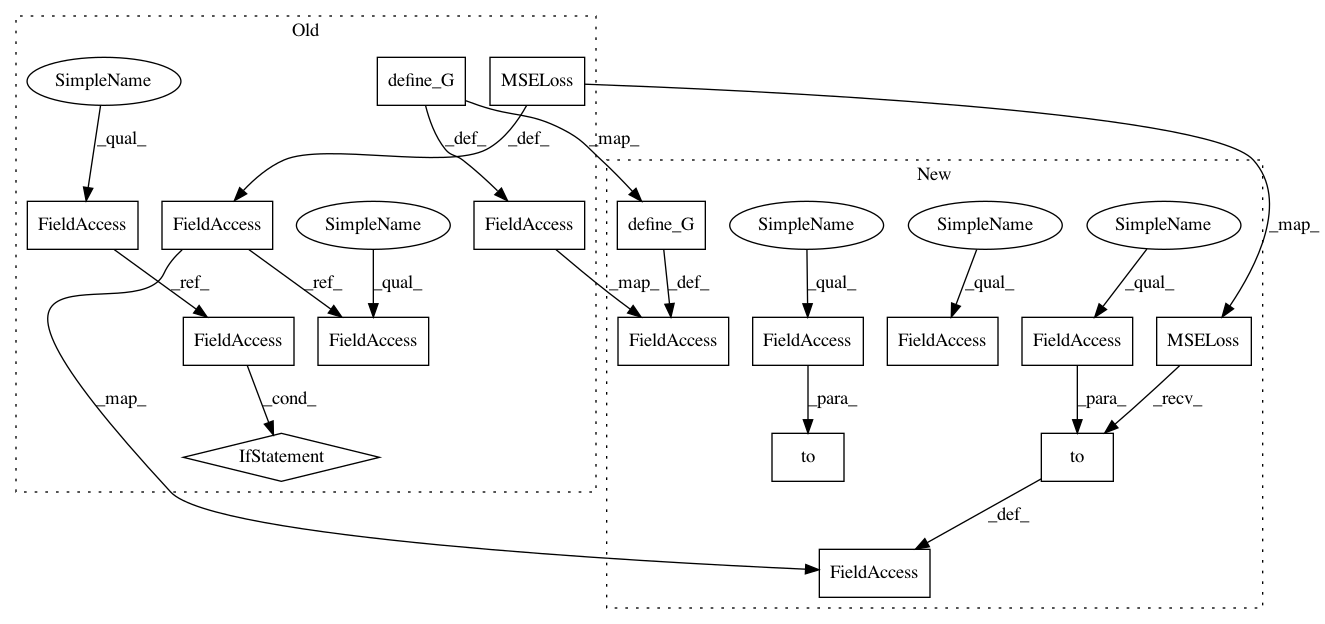 Old
SimpleName
define_G
MSELoss
_qual_
_def_
_def_
_map_
New
FieldAccess
FieldAccess
SimpleName
FieldAccess
define_G
SimpleName
SimpleName
SimpleName
_map_
_ref_
_ref_
_qual_
_map_
_def_
_qual_
_qual_
_qual_
FieldAccess
FieldAccess
FieldAccess
FieldAccess
FieldAccess
FieldAccess
MSELoss
_map_
_cond_
_para_
_para_
_recv_
IfStatement
to
to
_def_
FieldAccess